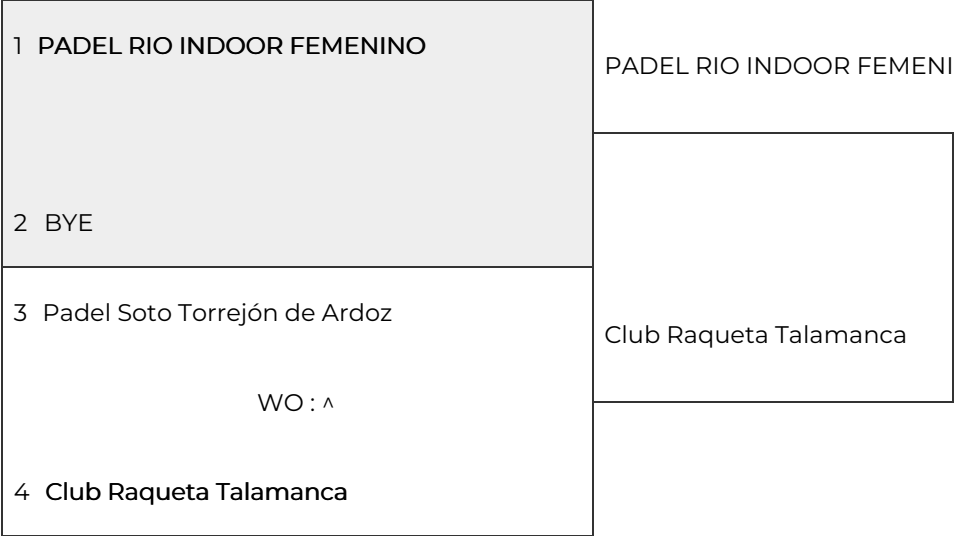 1 PADEL RIO INDOOR FEMENINO
PADEL RIO INDOOR FEMENI
2 BYE
3 Padel Soto Torrejón de Ardoz
Club Raqueta Talamanca
WO : ^
4 Club Raqueta Talamanca